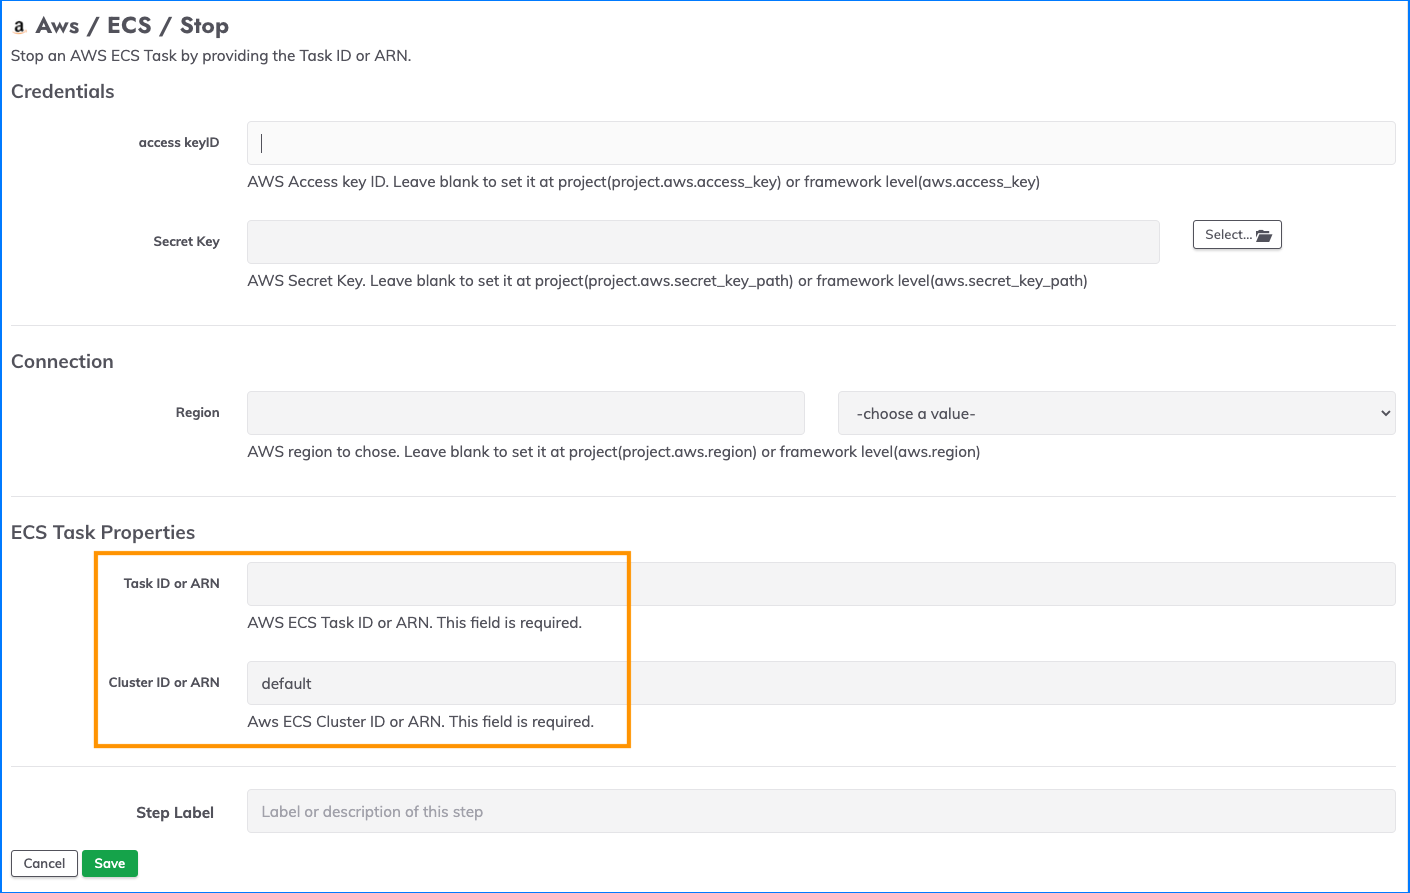 a Aws / ECS / Stop
Stop an AWS ECS Task by providing the Task ID or ARN.
Credentials
access keyID
AWS Access key ID. Leave blank to set it at project(project.aws.access_key) or framework level(aws.access_key)
Secret Key
Select...
AWS Secret Key. Leave blank to set it at project(project.aws.secret_key_path) or framework level(aws.secret_key_path)
Connection
Region
-choose a value-
AWS region to chose. Leave blank to set it at project(project.aws.region) or framework level(aws.region)
ECS Task Properties
Task ID or ARN
AWS ECS Task ID or ARN. This field is required.
Cluster ID or ARN
default
Aws ECS Cluster ID or ARN. This field is required.
Step Label
Label or description of this step
Cancel
Save